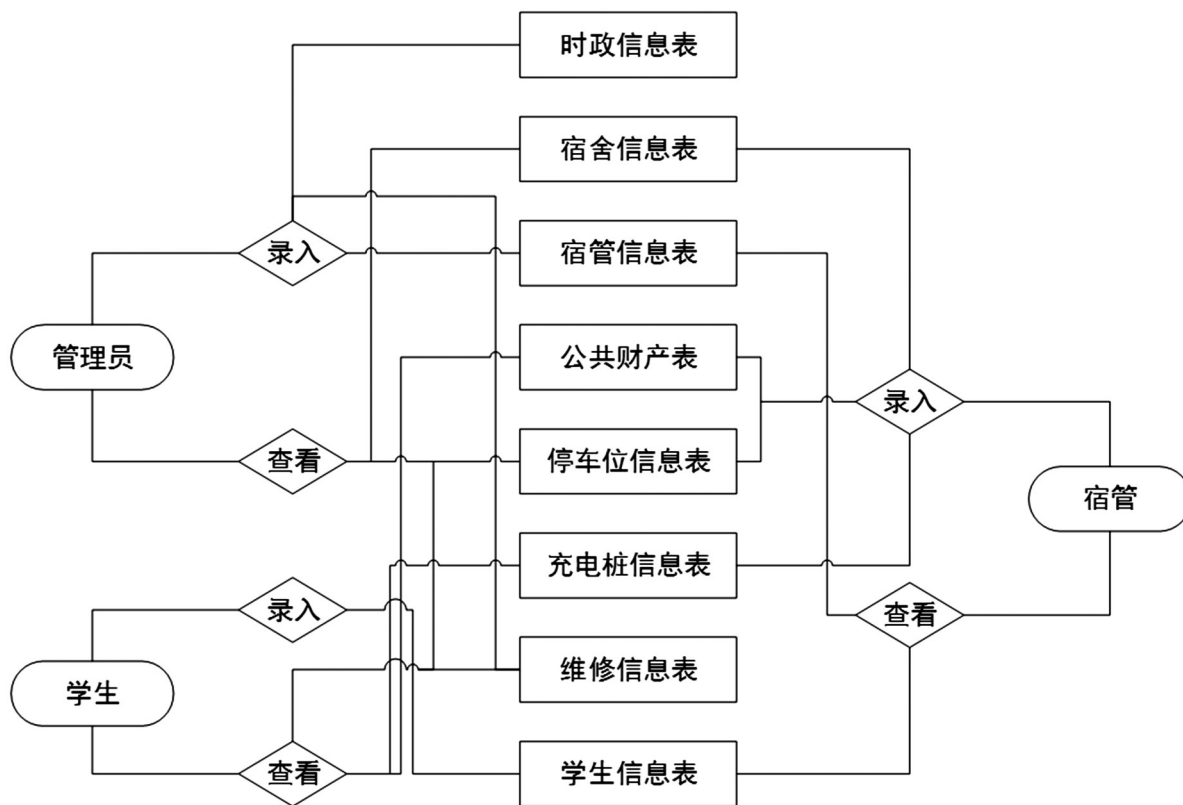 时政信息表
宿舍信息表
录入
宿管信息表
管理员
公共财产表
录入
查看
停车位信息表
宿管
充电桩信息表
录入
查看
维修信息表
学生
查看
学生信息表